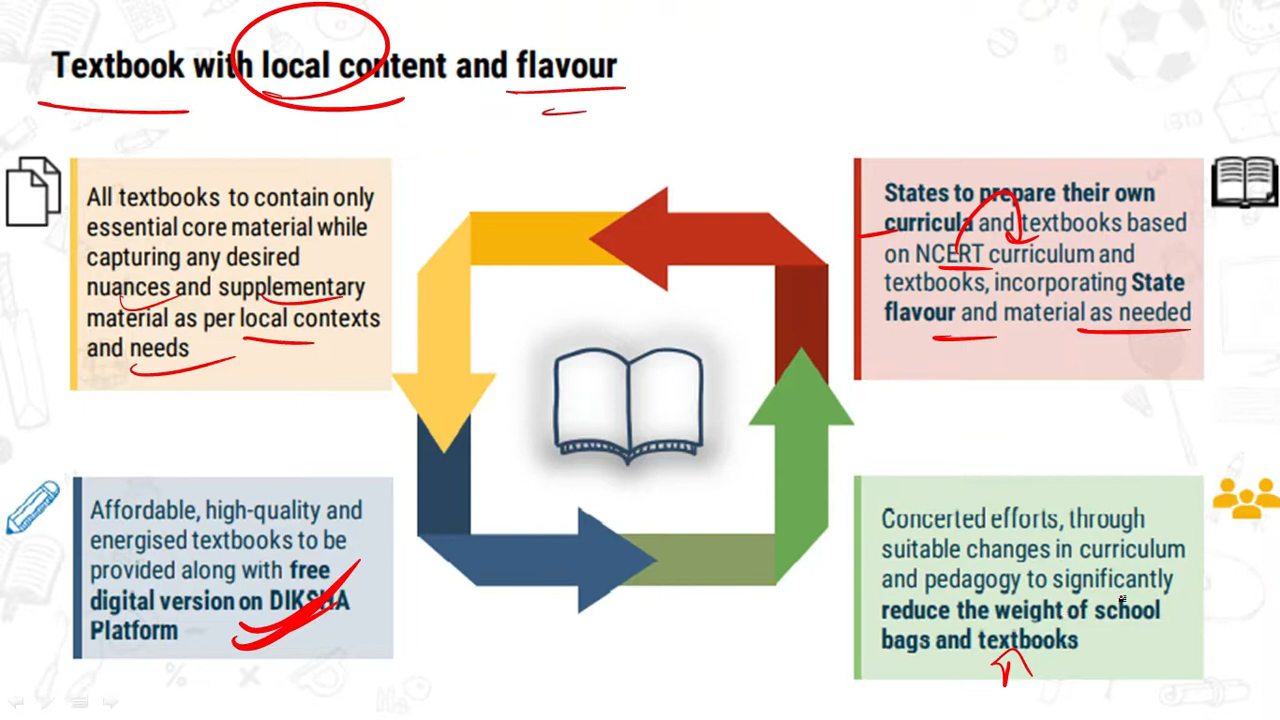 Textbook with local content and flavour
All textbooks to contain only
essential core material while
capturing any desired
nuances and supplementary
material as per local contexts
and needs
States to prepare their own
curricula and textbooks based
on NCERT curriculum and
textbooks, incorporating State
flavour and material as needed
Affordable, high-quality and
energised textbooks to be
provided along with free
digital version on DIKSHA
Platform
Concerted efforts, through
suitable changes in curriculum
and pedagogy to significantly
reduce the weight of school
bags and textbooks